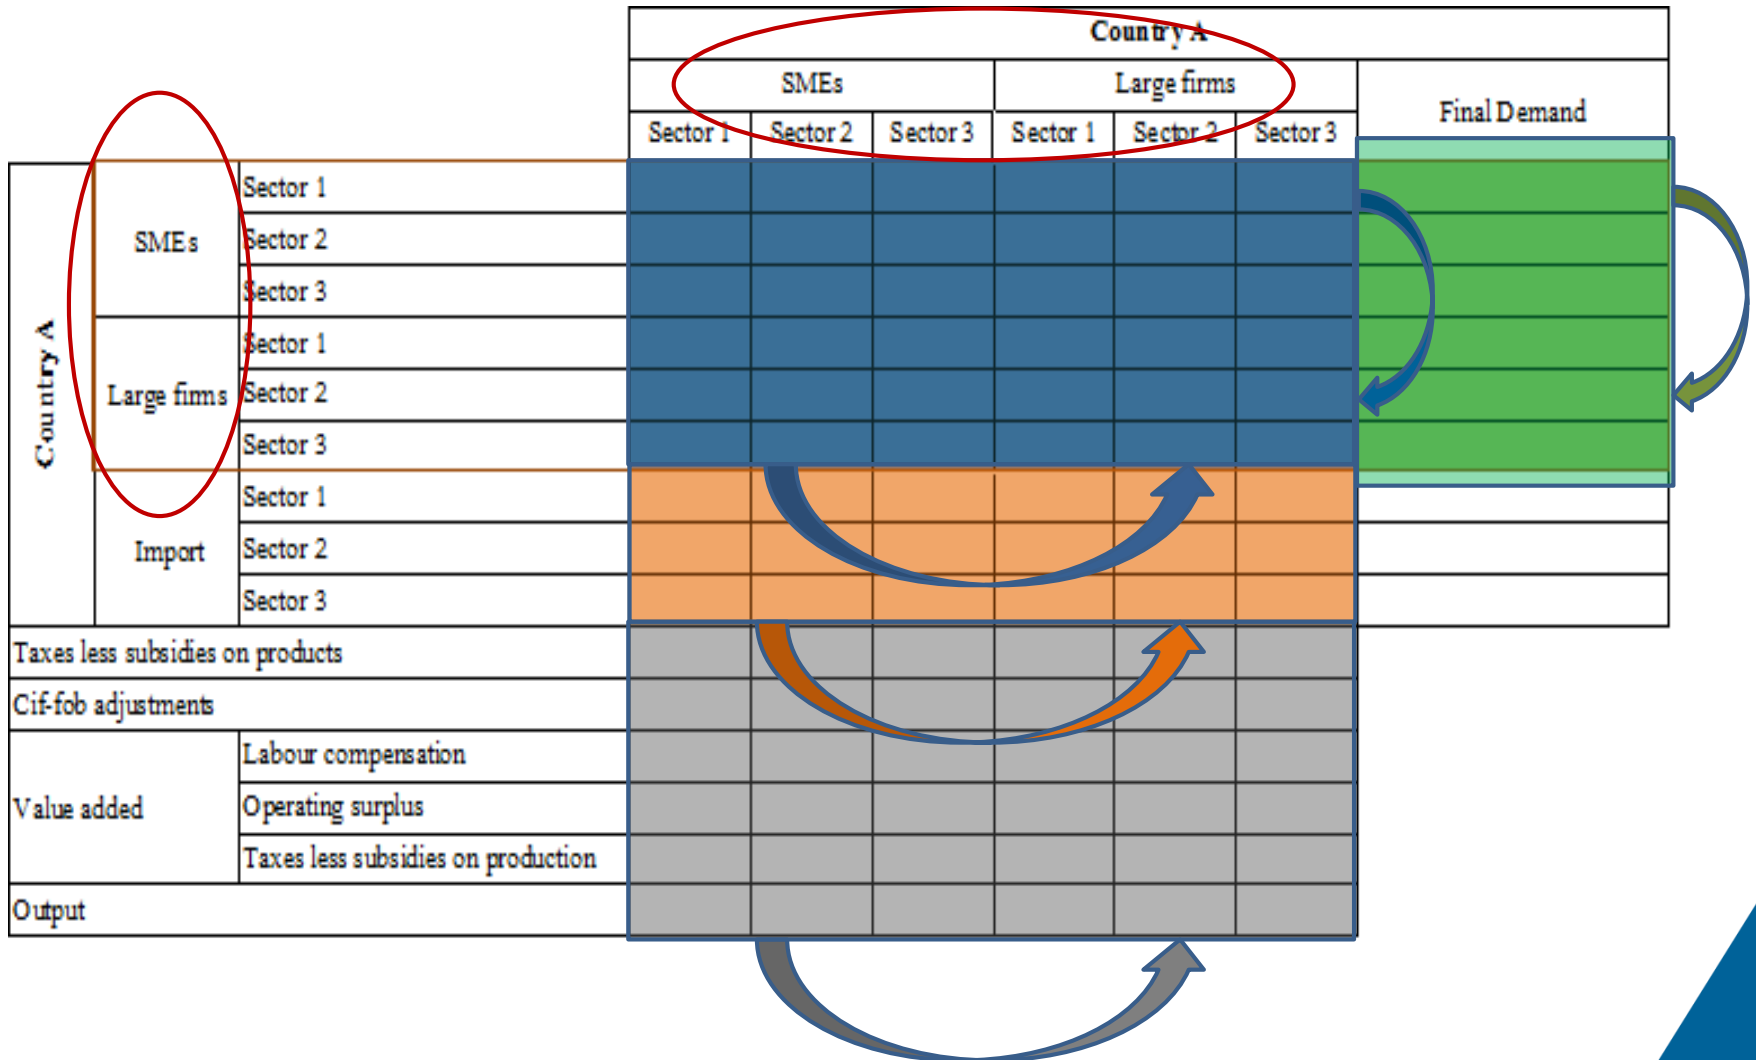 Country A
SMEs Large firms
Final Demand
Sector 1 Sector 2 Sector 3 Sector 1 Sector 2 Sector 3
Country A
SMEs
Sector 1
Sector 2
Sector 3
Large firms
Sector 1
Sector 2
Sector 3
Import
Sector 1
Sector 2
Sector 3
Taxes less subsidies on products
Cif-fob adjustments
Value added
Labour compensation
Operating surplus
Taxes less subsidies on production
Output